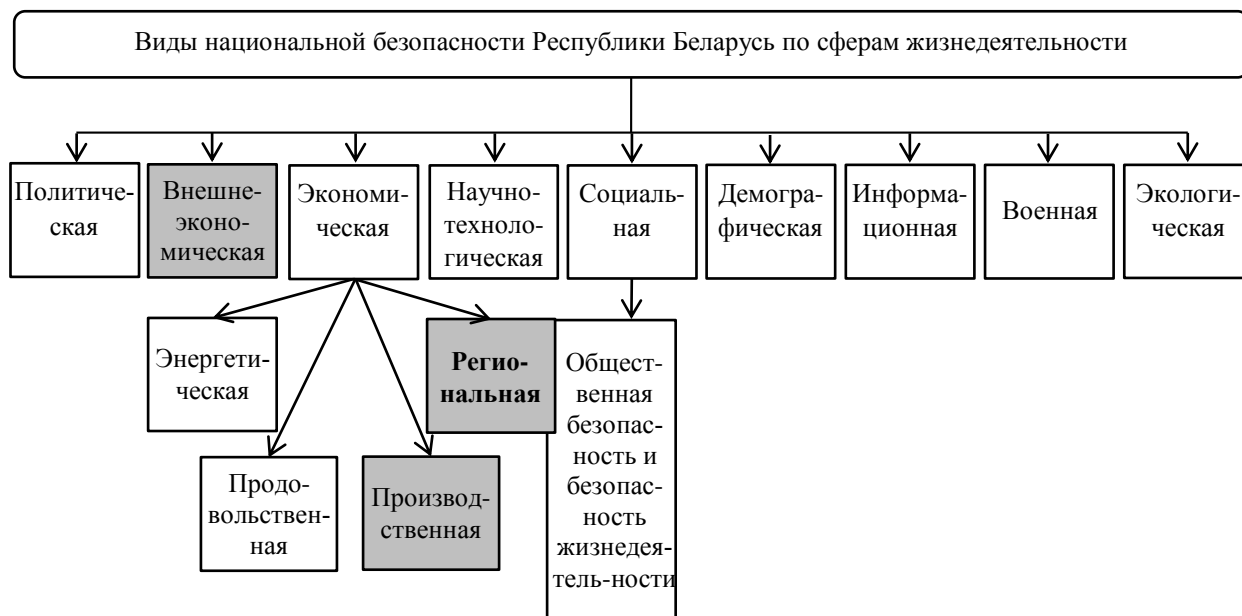 Виды национальной безопасности Республики Беларусь по сферам жизнедеятельности
Политиче-
ская
Внешне-
эконо-
мическая
Экономи-
ческая
Научно-
техноло-
гическая
Социаль-
ная
Демогра-
фическая
Информа-
ционная
Военная
Экологи-
ческая
Энергети-
ческая
Регио-
нальная
Общест-
венная
безопас-
ность и
безопас-
ность
жизнедея-
тель-ности
Продо-
вольствен-
ная
Производ-
ственная